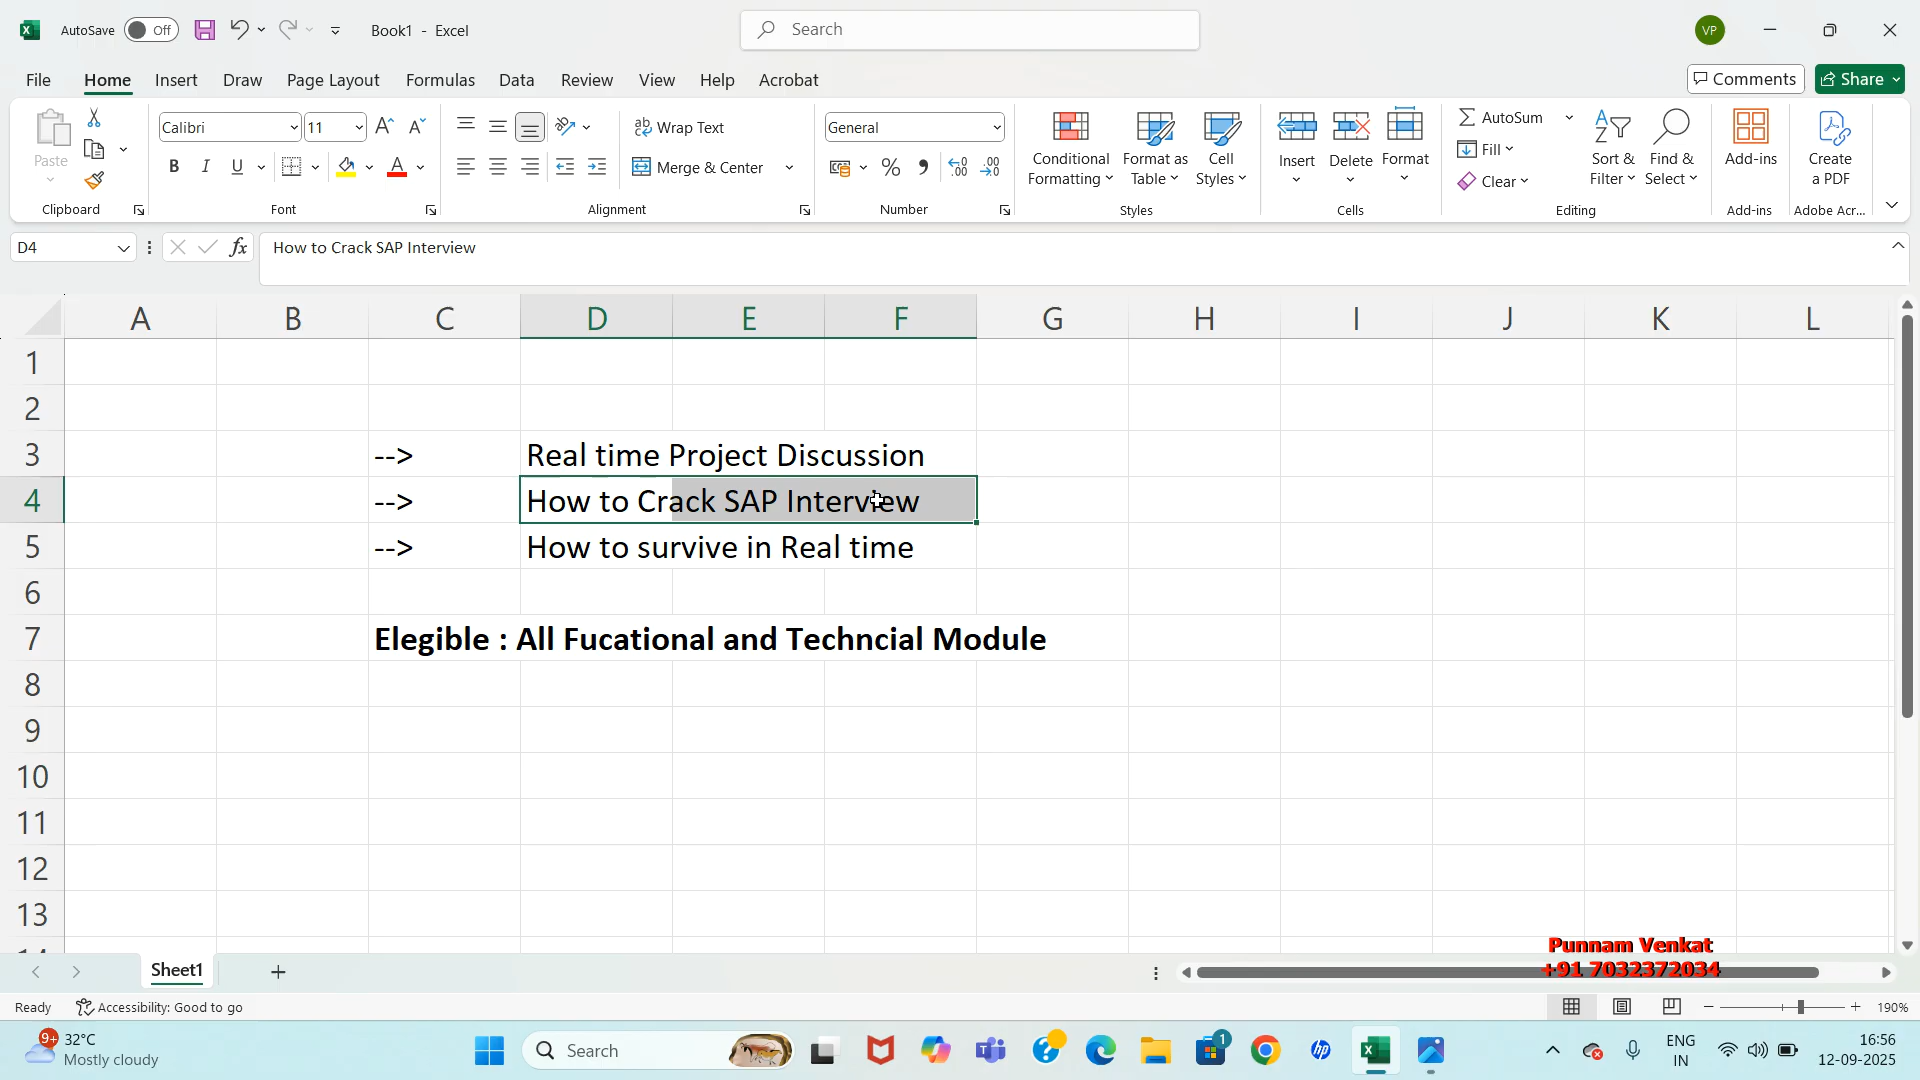 AutoSave Off Book1 - Excel Search VP
File Home Insert Draw Page Layout Formulas Data Review View Help Acrobat Comments Share
Paste Calibri 11 Wrap Text General Conditional Formatting Format as Table Cell Styles Insert Delete Format AutoSum Fill Clear Sort & Filter Find & Select Add-ins Create a PDF
B I U Merge & Center
Clipboard Font Alignment Number Styles Cells Editing Add-ins Adobe Acr...
D4 fx How to Crack SAP Interview
A B C D E F G H I J K L
1
2
3 --> Real time Project Discussion
4 --> How to Crack SAP Interview
5 --> How to survive in Real time
6
7 Elegible : All Fucational and Techncial Module
8
9
10
11
12
13
Punnam Venkat
+91 7032372034
Sheet1
Ready Accessibility: Good to go 190%
9+ 32°C Mostly cloudy Search 1 ENG IN 16:56 12-09-2025